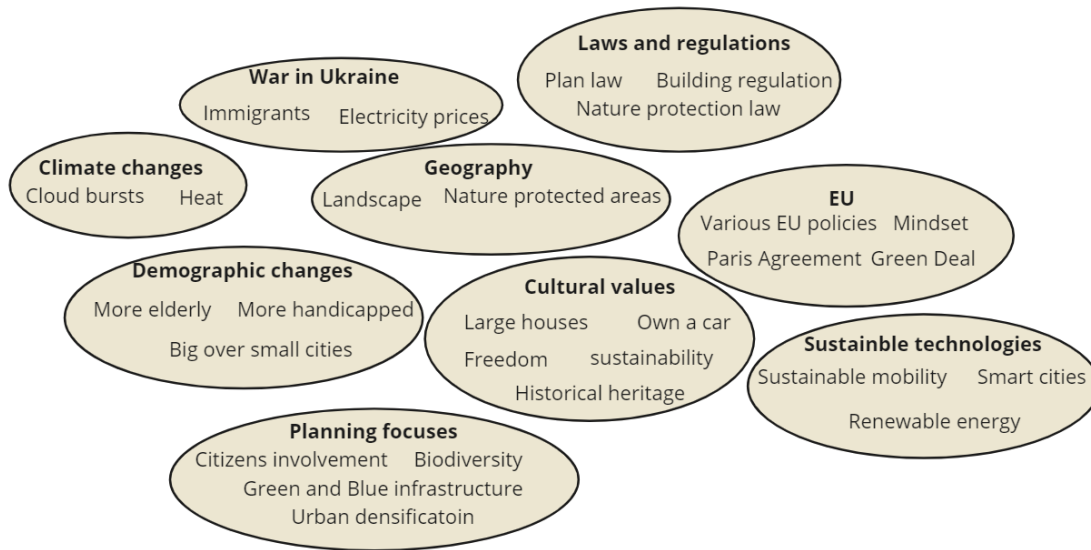 Laws and regulations
Plan law Building regulation
Nature protection law
War in Ukraine
Immigrants Electricity prices
Climate changes
Cloud bursts Heat
Geography
Landscape Nature protected areas
EU
Various EU policies Mindset
Paris Agreement Green Deal
Demographic changes
More elderly More handicapped
Big over small cities
Cultural values
Large houses Own a car
Freedom sustainability
Historical heritage
Sustainble technologies
Sustainable mobility Smart cities
Renewable energy
Planning focuses
Citizens involvement Biodiversity
Green and Blue infrastructure
Urban densificatoin